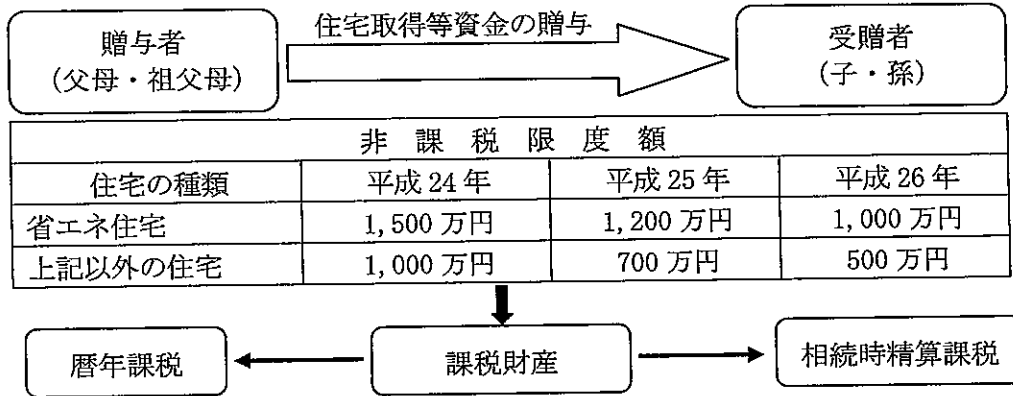 贈与者
(父母・祖父母)
住宅取得等資金の贈与
受贈者
(子・孫)
非課税限度額
住宅の種類 平成24年 平成25年 平成26年
省エネ住宅 1,500万円 1,200万円 1,000万円
上記以外の住宅 1,000万円 700万円 500万円
暦年課税
課税財産
相続時精算課税